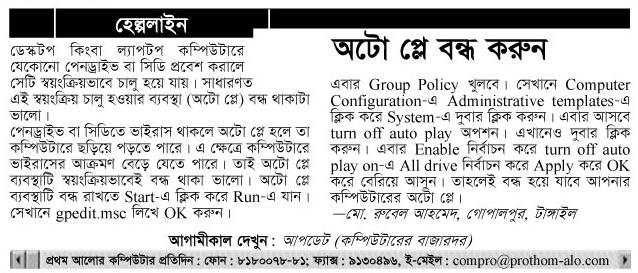 হেল্পলাইন
ডেস্কটপ কিংবা ল্যাপটপ কম্পিউটারে
যেকোনো পেনড্রাইভ বা সিডি প্রবেশ করালে
সেটি স্বয়ংক্রিয়ভাবে চালু হয়ে যায়। সাধারণত
এই স্বয়ংক্রিয় চালু হওয়ার ব্যবস্থা (অটো প্লে) বন্ধ থাকাটা
ভালো।
পেনড্রাইভ বা সিডিতে ভাইরাস থাকলে অটো প্লে হলে তা
কম্পিউটারে ছড়িয়ে পড়তে পারে। এ ক্ষেত্রে কম্পিউটারে
ভাইরাসের আক্রমণ বেড়ে যেতে পারে। তাই অটো প্লে
ব্যবস্থাটি স্বয়ংক্রিয়ভাবেই বন্ধ থাকা ভালো। অটো প্লে
ব্যবস্থাটি বন্ধ রাখতে Start-এ ক্লিক করে Run-এ যান।
সেখানে gpedit.msc লিখে OK করুন।
অটো প্লে বন্ধ করুন
এবার Group Policy খুলবে। সেখানে Computer
Configuration-এ Administrative templates-এ
ক্লিক করে System-এ দুবার ক্লিক করুন। এবার আসবে
turn off auto play অপশন। এখানেও দুবার ক্লিক
করুন। এবার Enable নির্বাচন করে turn off auto
play on-এ All drive নির্বাচন করে Apply করে OK
করে বেরিয়ে আসুন। তাহলেই বন্ধ হয়ে যাবে আপনার
কম্পিউটারের অটো প্লে।
—মো. রুবেল আহমেদ, গোপালপুর, টাঙ্গাইল
আগামীকাল দেখুন : আপডেট (কম্পিউটারের বাজারদর)
প্রথম আলোর কম্পিউটার প্রতিদিন : ফোন : ৮১৮০০৭৮-৮১; ফ্যাক্স : ৯১৩০৪৯৬, ই-মেইল : compro@prothom-alo.com